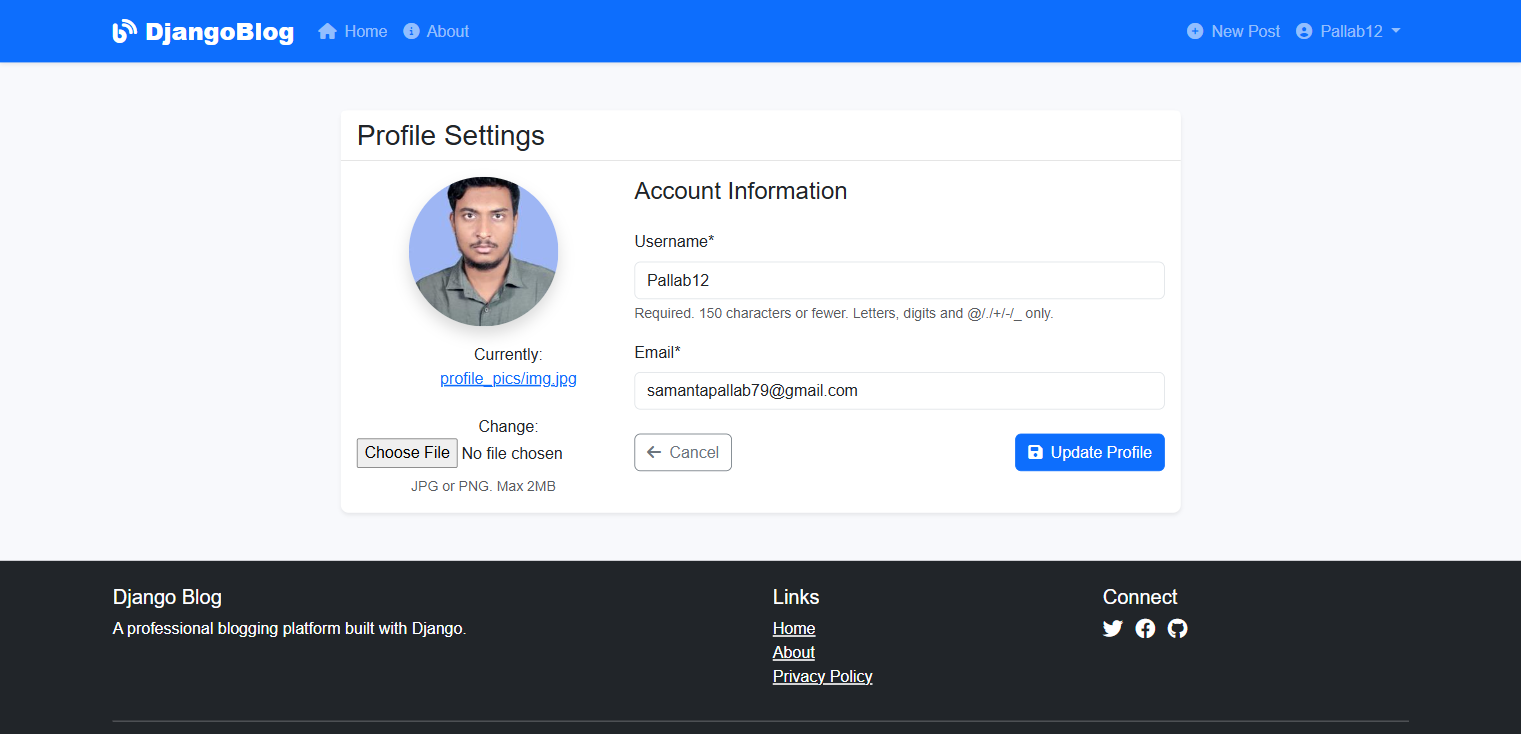 DjangoBlog Home About New Post Pallab12
Profile Settings
Account Information
Username*
Pallab12
Required. 150 characters or fewer. Letters, digits and @/./+/-/_ only.
Email*
samantapallab79@gmail.com
Cancel Update Profile
Currently:
profile_pics/img.jpg
Change:
Choose File No file chosen
JPG or PNG. Max 2MB
Django Blog
A professional blogging platform built with Django.
Links
Home
About
Privacy Policy
Connect